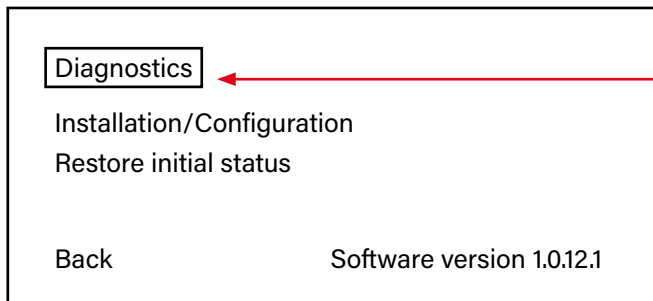 Diagnostics
Installation/Configuration
Restore initial status
Back Software version 1.0.12.1